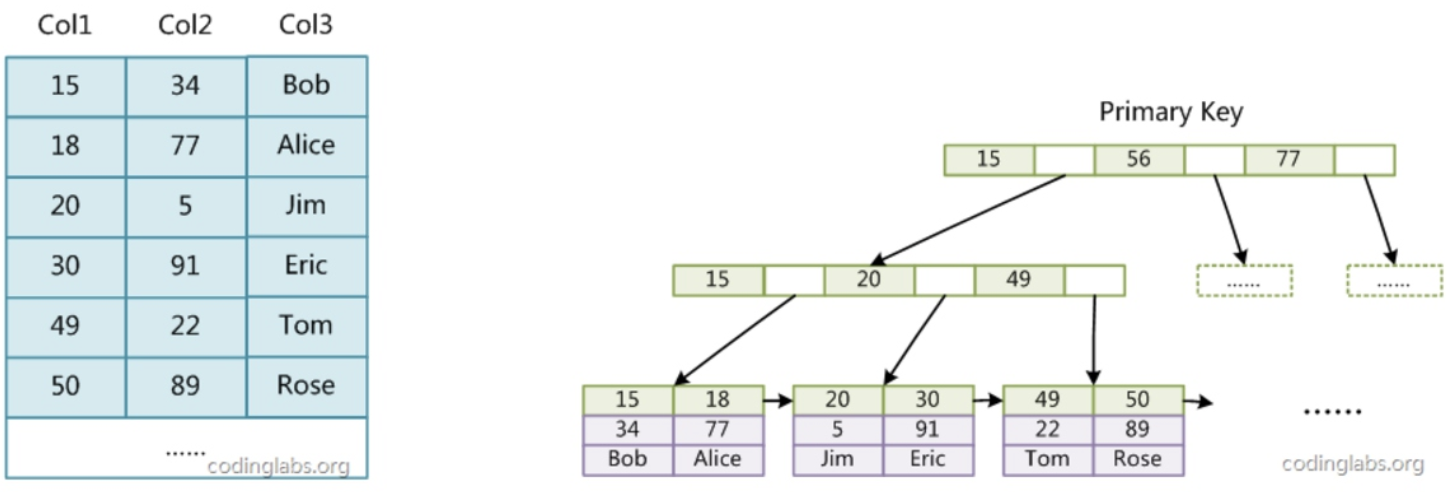 Col1 Col2 Col3
15 34 Bob
18 77 Alice
20 5 Jim
30 91 Eric
49 22 Tom
50 89 Rose
......
codinglabs.org
Primary Key
15 56 77
15 20 49
...... ......
15 18 20 30 49 50
34 77 5 91 22 89
Bob Alice Jim Eric Tom Rose
......
codinglabs.org